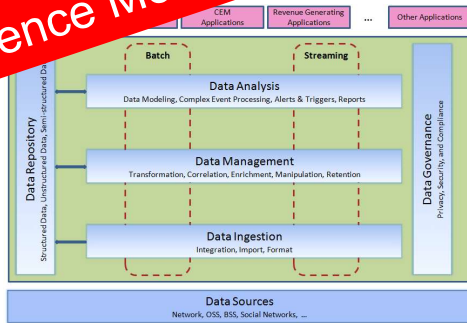 CEM
Applications
Revenue Generating
Applications
...
Other Applications
Batch
Streaming
Data Repository
Structured Data, Unstructured Data, Semi-structured
Data Analysis
Data Modeling, Complex Event Processing, Alerts & Triggers, Reports
Data Management
Transformation, Correlation, Enrichment, Manipulation, Retention
Data Ingestion
Integration, Import, Format
Data Governance
Privacy, Security, and Compliance
Data Sources
Network, OSS, BSS, Social Networks, ...